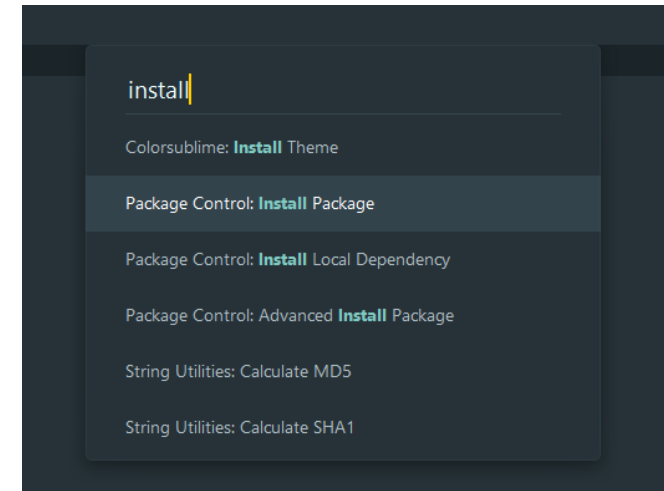 install
Colorsublime: Install Theme
Package Control: Install Package
Package Control: Install Local Dependency
Package Control: Advanced Install Package
String Utilities: Calculate MD5
String Utilities: Calculate SHA1